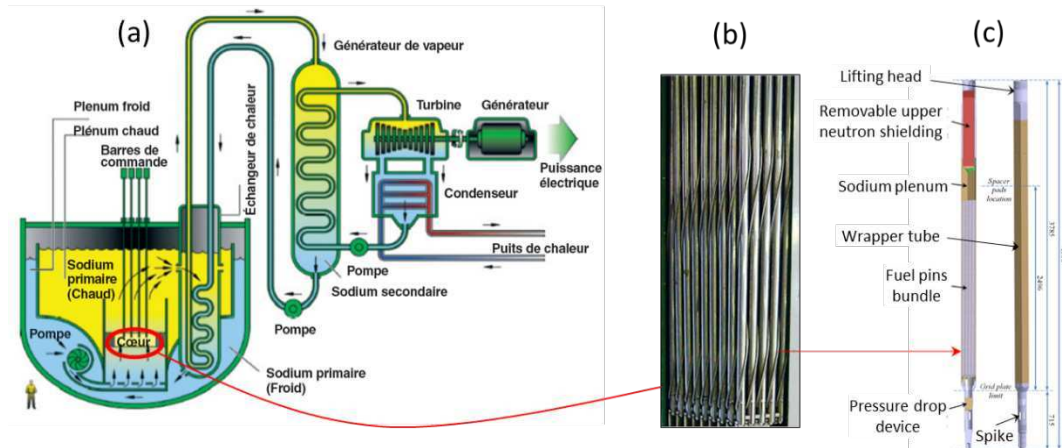 (a)
Générateur de vapeur
Plenum froid
Plénum chaud
Barres de
commande
Échangeur de chaleur
Turbine
Générateur
Puissance
électrique
Condenseur
Puits de chaleur
Pompe
Sodium secondaire
Pompe
Sodium
primaire
(Chaud)
Cœur
Pompe
Sodium primaire
(Froid)
(b)
(c)
Lifting head
Removable upper
neutron shielding
Sodium plenum
Spacer
pads
location
Wrapper tube
Fuel pins
bundle
Grid plate
limit
Pressure drop
device
Spike